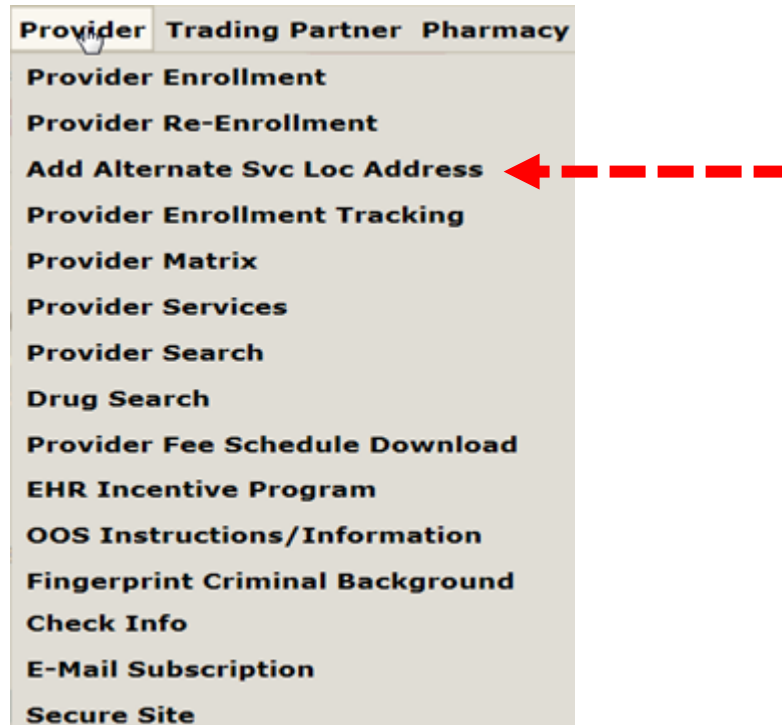 Provider Trading Partner Pharmacy
Provider Enrollment
Provider Re-Enrollment
Add Alternate Svc Loc Address
Provider Enrollment Tracking
Provider Matrix
Provider Services
Provider Search
Drug Search
Provider Fee Schedule Download
EHR Incentive Program
OOS Instructions/Information
Fingerprint Criminal Background
Check Info
E-Mail Subscription
Secure Site